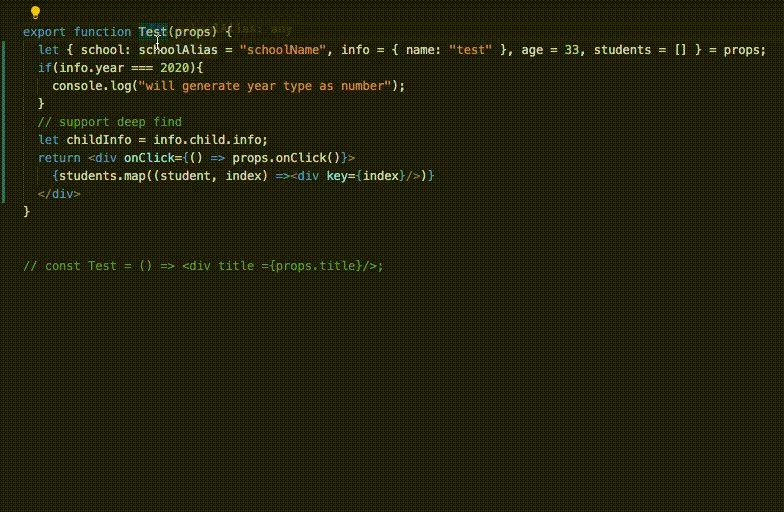 export function Test(props) {
let { school: schoolAlias = "schoolName", info = { name: "test" }, age = 33, students = [] } = props;
if(info.year === 2020){
console.log("will generate year type as number");
}
// support deep find
let childInfo = info.child.info;
return <div onClick={() => props.onClick()}>
{students.map((student, index) =><div key={index}/>)}
</div>
}
// const Test = () => <div title ={props.title}/>;